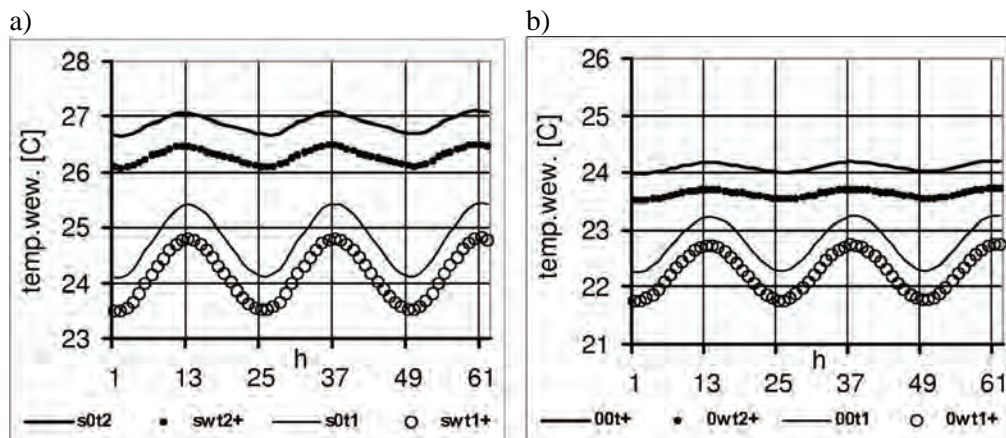 a)
28
27
26
25
24
23
temp.wew. [C]
h
1 13 25 37 49 61
s0t2 swt2+ s0t1 swt1+
b)
26
25
24
23
22
21
temp.wew. [C]
h
1 13 25 37 49 61
00t+ 0wt2+ 00t1 0wt1+